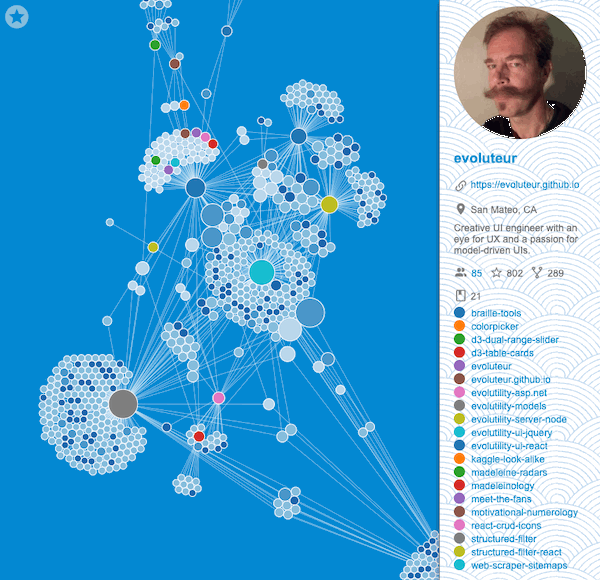 evoluteur
https://evoluteur.github.io
San Mateo, CA
Creative UI engineer with an
eye for UX and a passion for
model-driven UIs.
85 802 289
21
braille-tools
colorpicker
d3-dual-range-slider
d3-table-cards
evoluteur
evoluteur.github.io
evolutility-asp.net
evolutility-models
evolutility-server-node
evolutility-ui-jquery
evolutility-ui-react
kaggle-look-alike
madeleine-radars
madeleinology
meet-the-fans
motivational-numerology
react-crud-icons
structured-filter
structured-filter-react
web-scraper-sitemaps